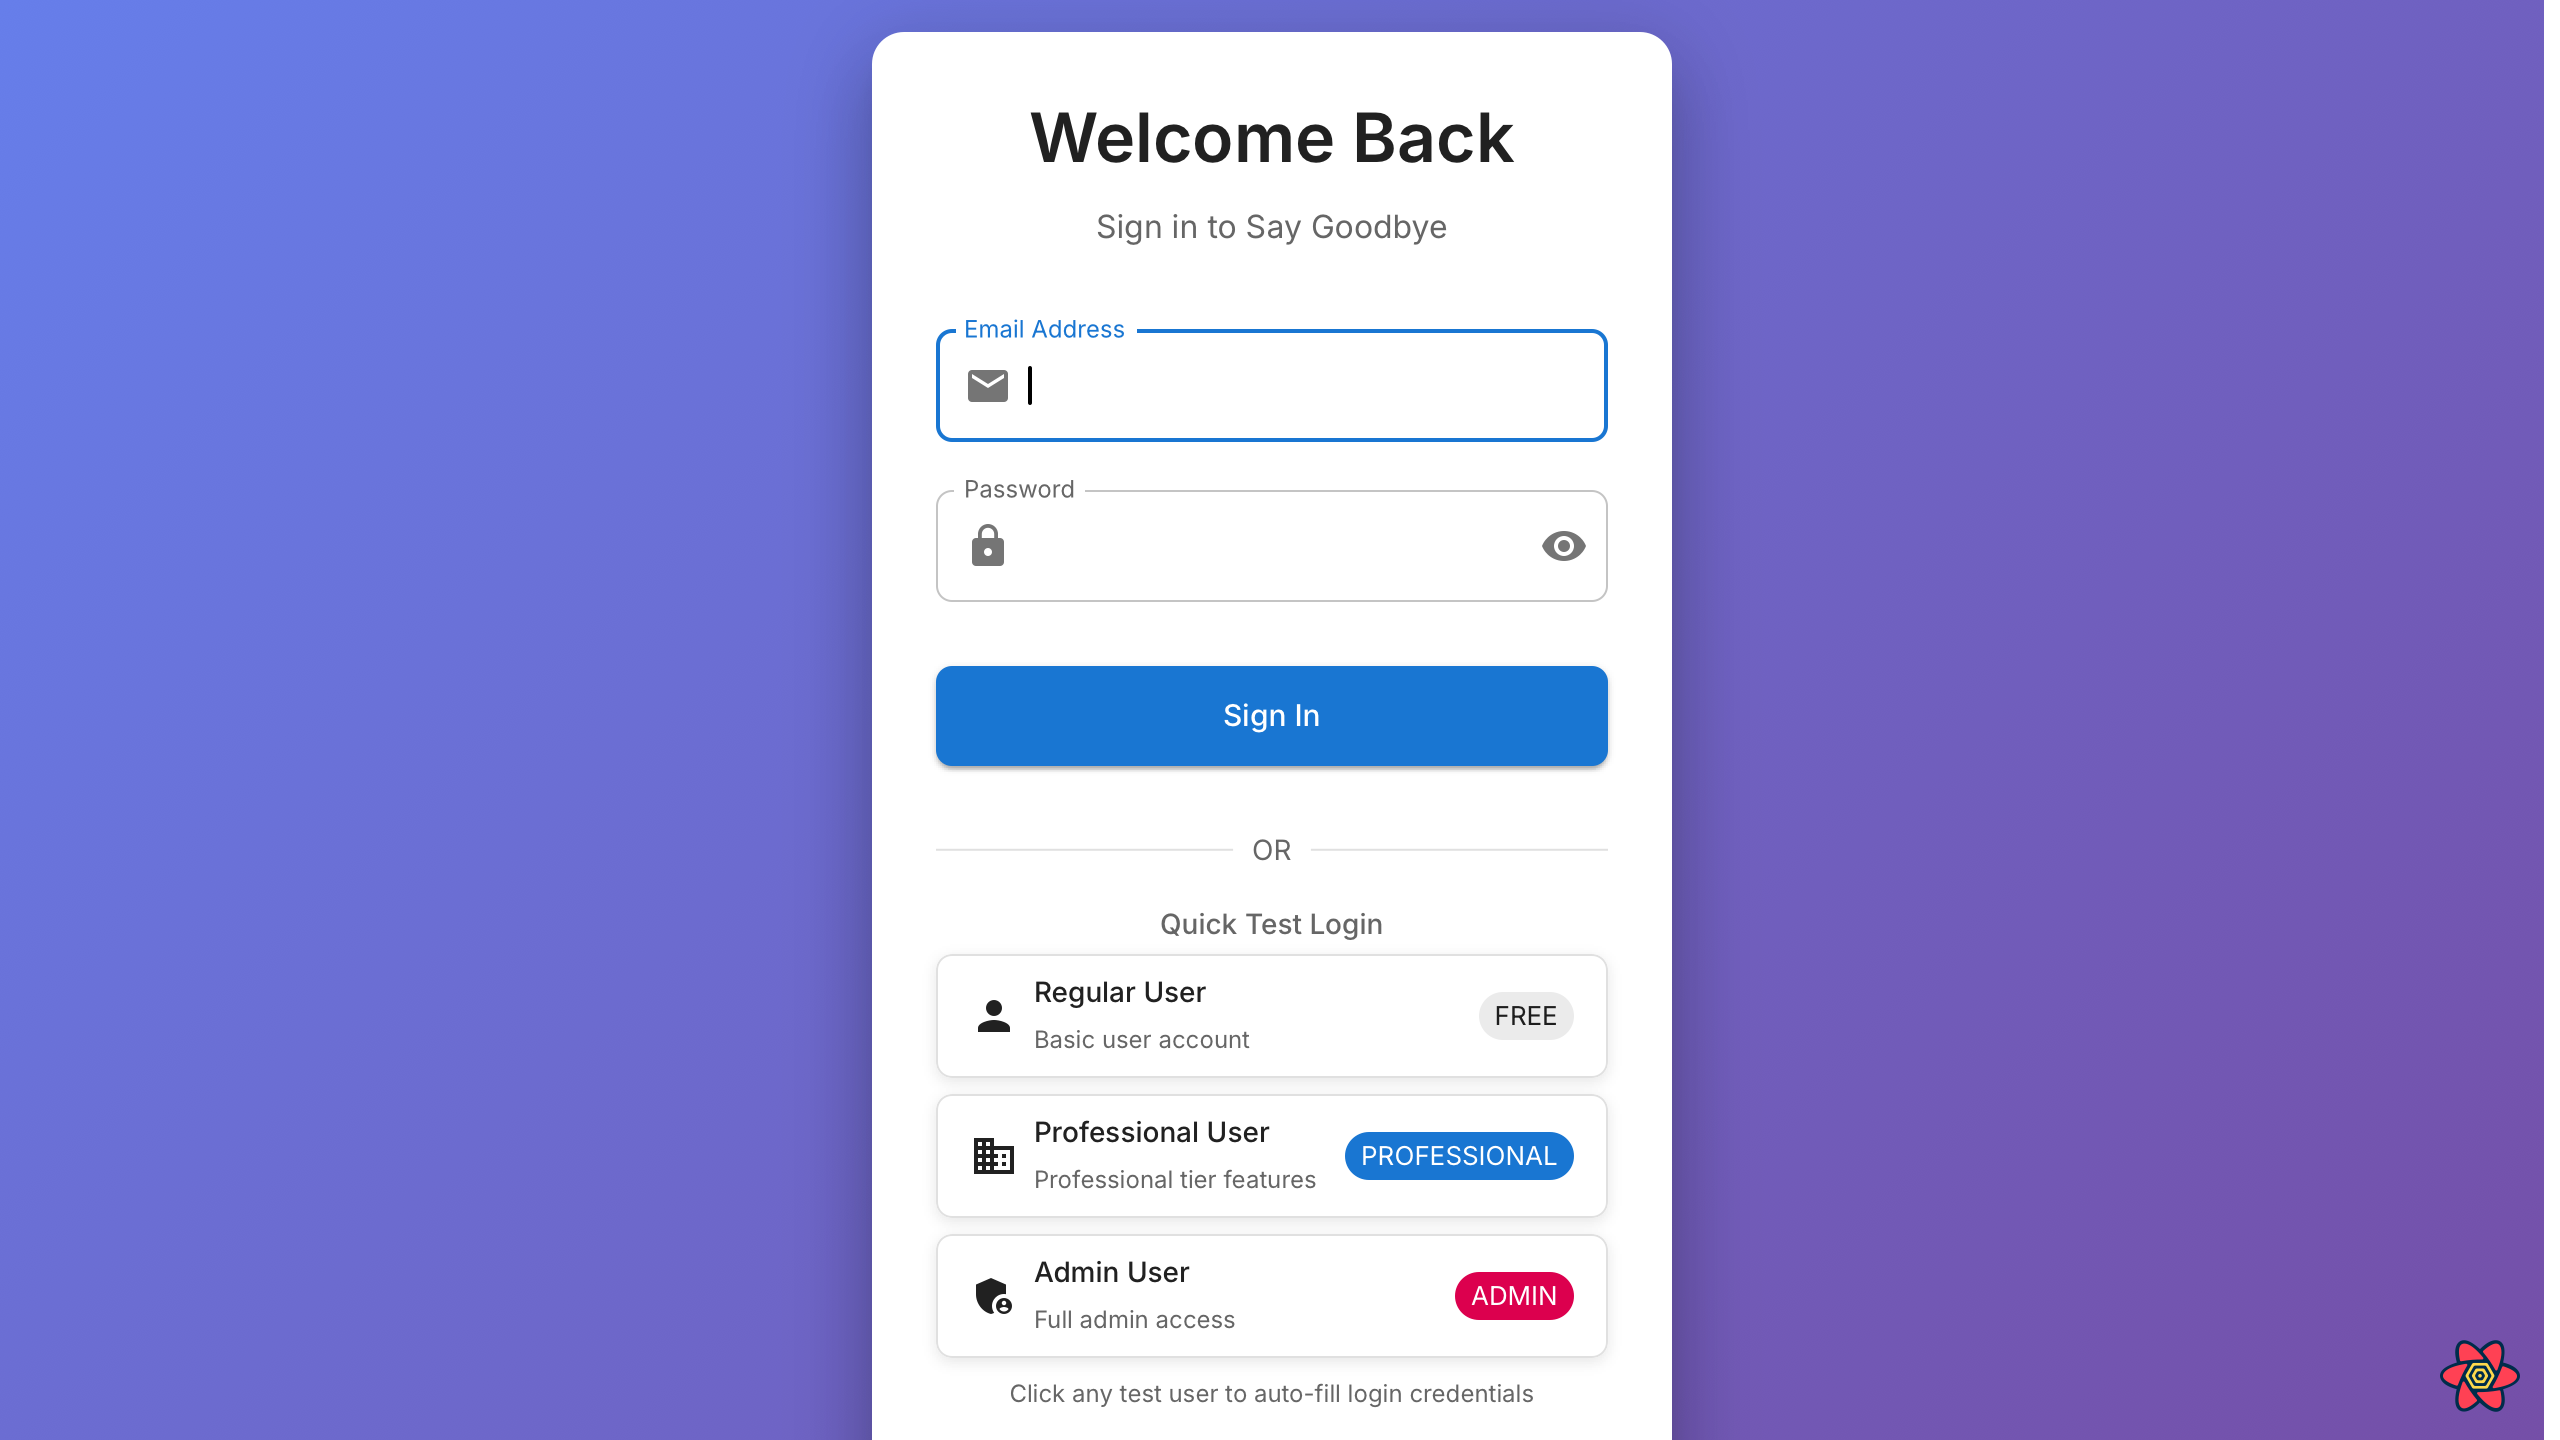 Welcome Back
Sign in to Say Goodbye
Email Address
Password
Sign In
OR
Quick Test Login
Regular User
Basic user account
FREE
Professional User
Professional tier features
PROFESSIONAL
Admin User
Full admin access
ADMIN
Click any test user to auto-fill login credentials